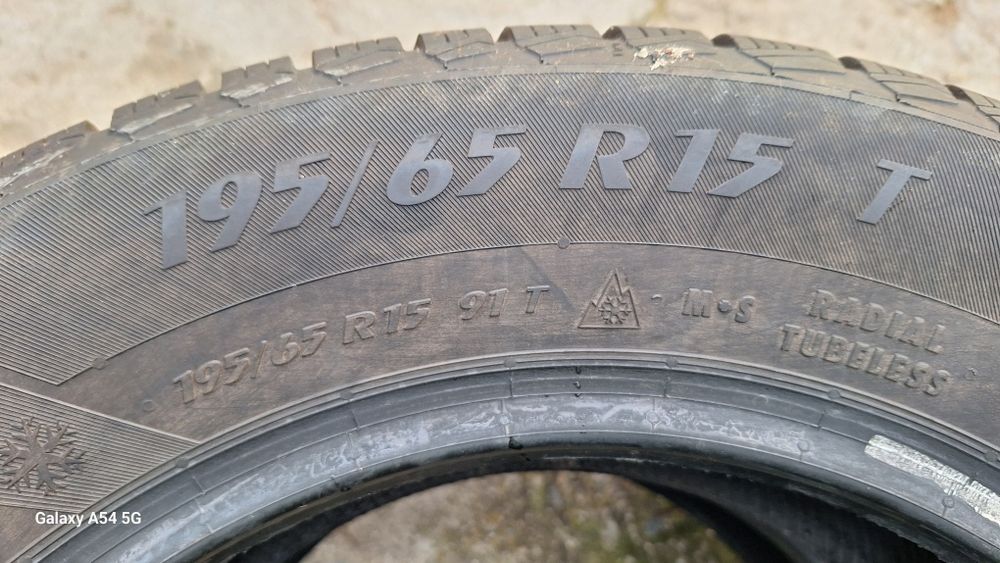 195/65 R15 T
195/65 R15 91 T M•S RADIAL
TUBELESS
Galaxy A54 5G